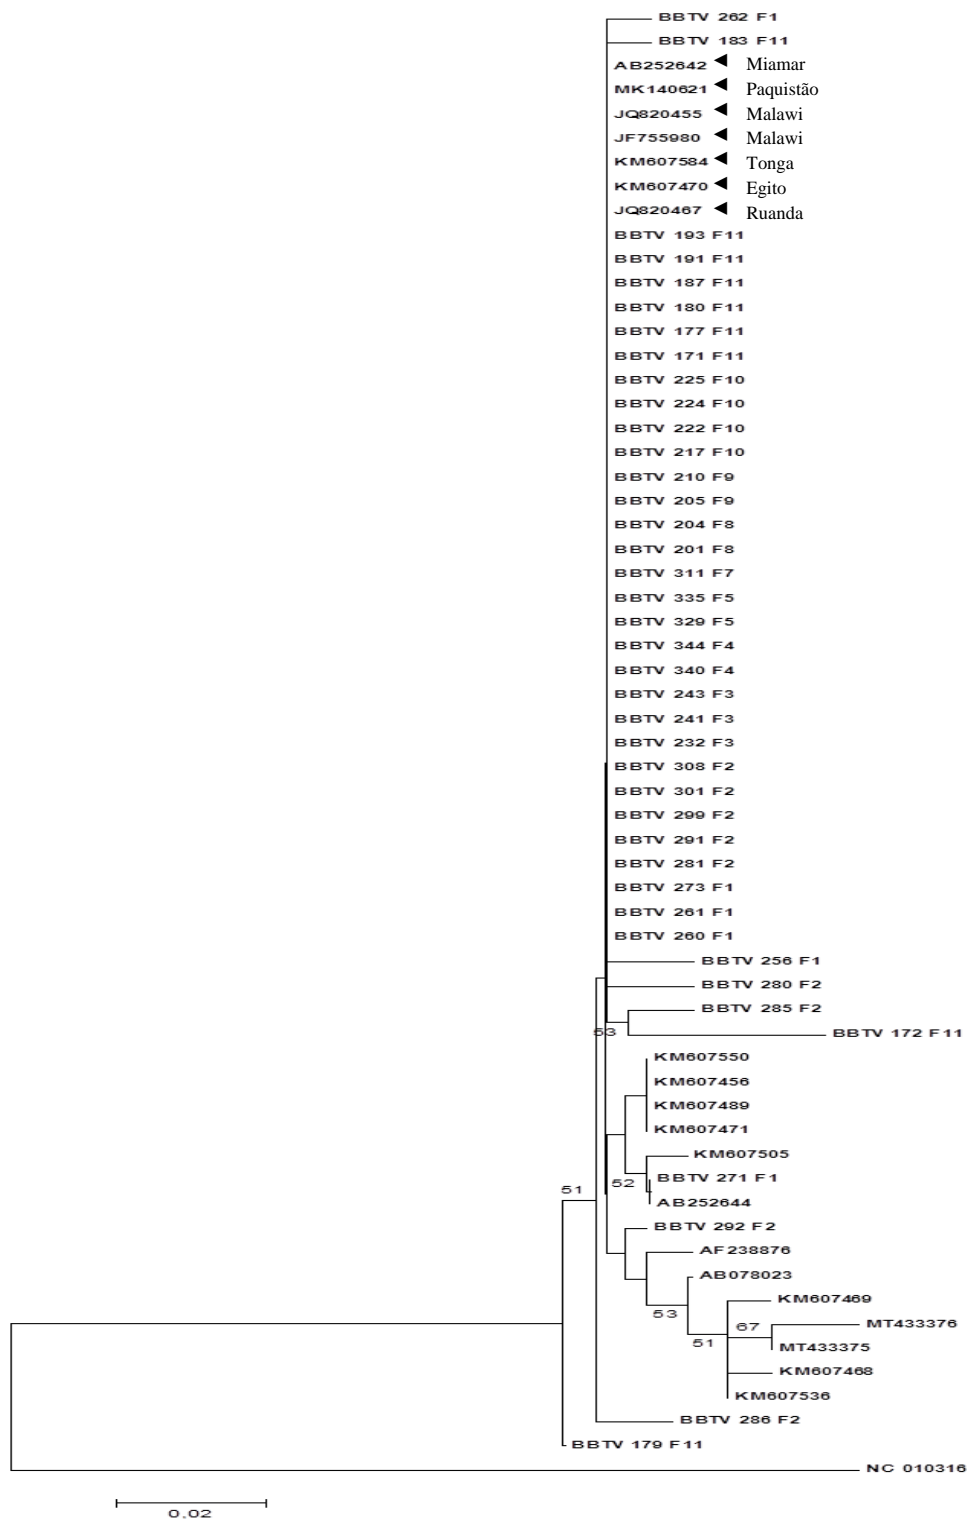 BBTV 262 F1
BBTV 183 F11
AB252642 Miamar
MK140621 Paquistão
JQ820455 Malawi
JF755980 Malawi
KM607584 Tonga
KM607470 Egito
JQ820467 Ruanda
BBTV 193 F11
BBTV 191 F11
BBTV 187 F11
BBTV 180 F11
BBTV 177 F11
BBTV 171 F11
BBTV 225 F10
BBTV 224 F10
BBTV 222 F10
BBTV 217 F10
BBTV 210 F9
BBTV 205 F9
BBTV 204 F8
BBTV 201 F8
BBTV 311 F7
BBTV 335 F5
BBTV 329 F5
BBTV 344 F4
BBTV 340 F4
BBTV 243 F3
BBTV 241 F3
BBTV 232 F3
BBTV 308 F2
BBTV 301 F2
BBTV 299 F2
BBTV 291 F2
BBTV 281 F2
BBTV 273 F1
BBTV 261 F1
BBTV 260 F1
BBTV 256 F1
BBTV 280 F2
BBTV 285 F2
53
BBTV 172 F11
KM607550
KM607456
KM607489
KM607471
KM607505
52
BBTV 271 F1
51
AB252644
BBTV 292 F2
AF238876
AB078023
KM607469
53
67
MT433376
51
MT433375
KM607468
KM607536
BBTV 286 F2
BBTV 179 F11
NC 010316
0.02